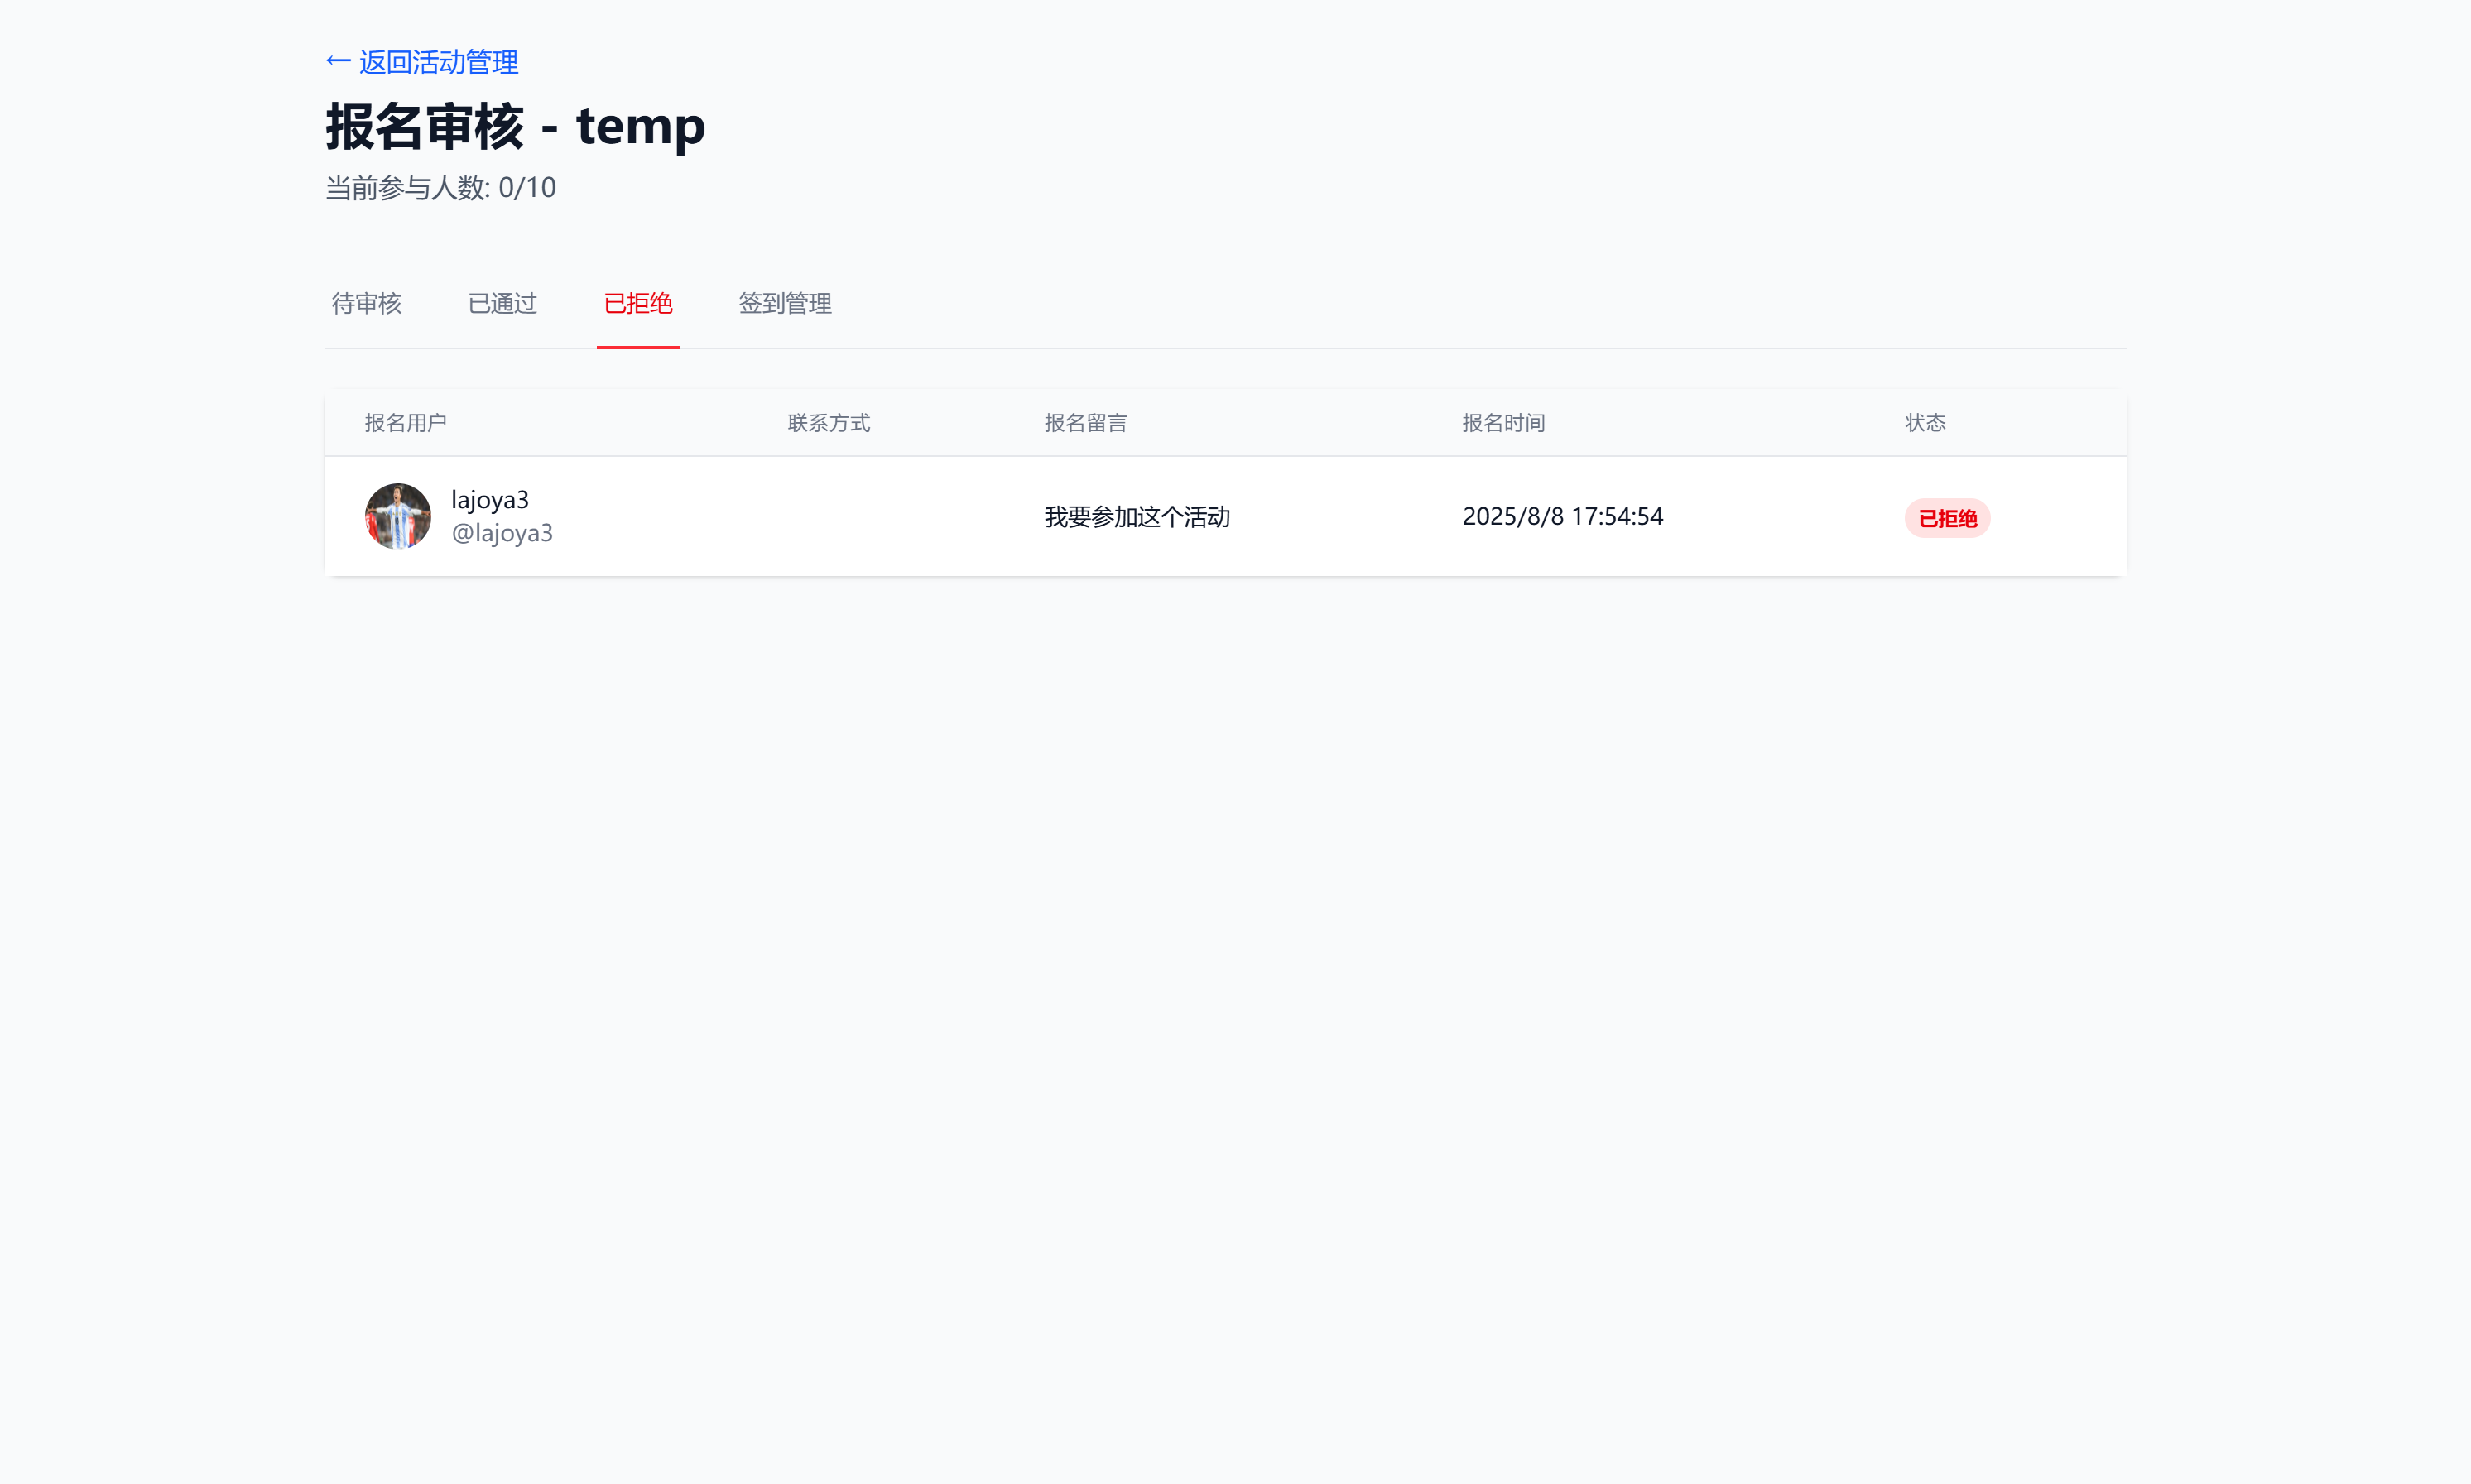 ← 返回活动管理
报名审核 - temp
当前参与人数: 0/10
待审核 已通过 已拒绝 签到管理
报名用户 联系方式 报名留言 报名时间 状态
lajoya3
@lajoya3
我要参加这个活动 2025/8/8 17:54:54 已拒绝